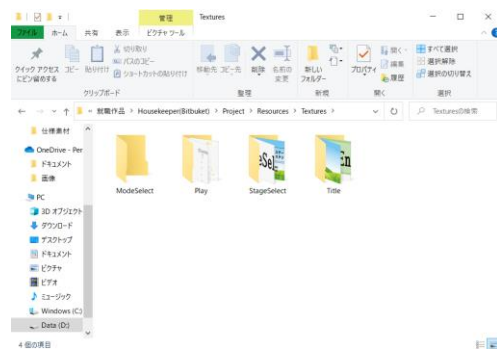 管理
Textures
ファイル
ホーム
共有
表示
ピクチャ ツール
クイック アクセス
にピン留めする
コピー
貼り付け
切り取り
パスのコピー
ショートカットの貼り付け
クリップボード
移動先
コピー先
削除
名前の
変更
整理
新しい
フォルダー
新規
プロパティ
開く
編集
履歴
開く
すべて選択
選択解除
選択の切り替え
選択
« 就職作品 › Housekeeper(Bitbuket) › Project › Resources › Textures ›
Texturesの検索
仕様素材
OneDrive - Per
ドキュメント
画像
PC
3D オブジェクト
ダウンロード
デスクトップ
ドキュメント
ピクチャ
ビデオ
ミュージック
Windows (C:)
Data (D:)
ModeSelect
Play
StageSelect
Title
4 個の項目